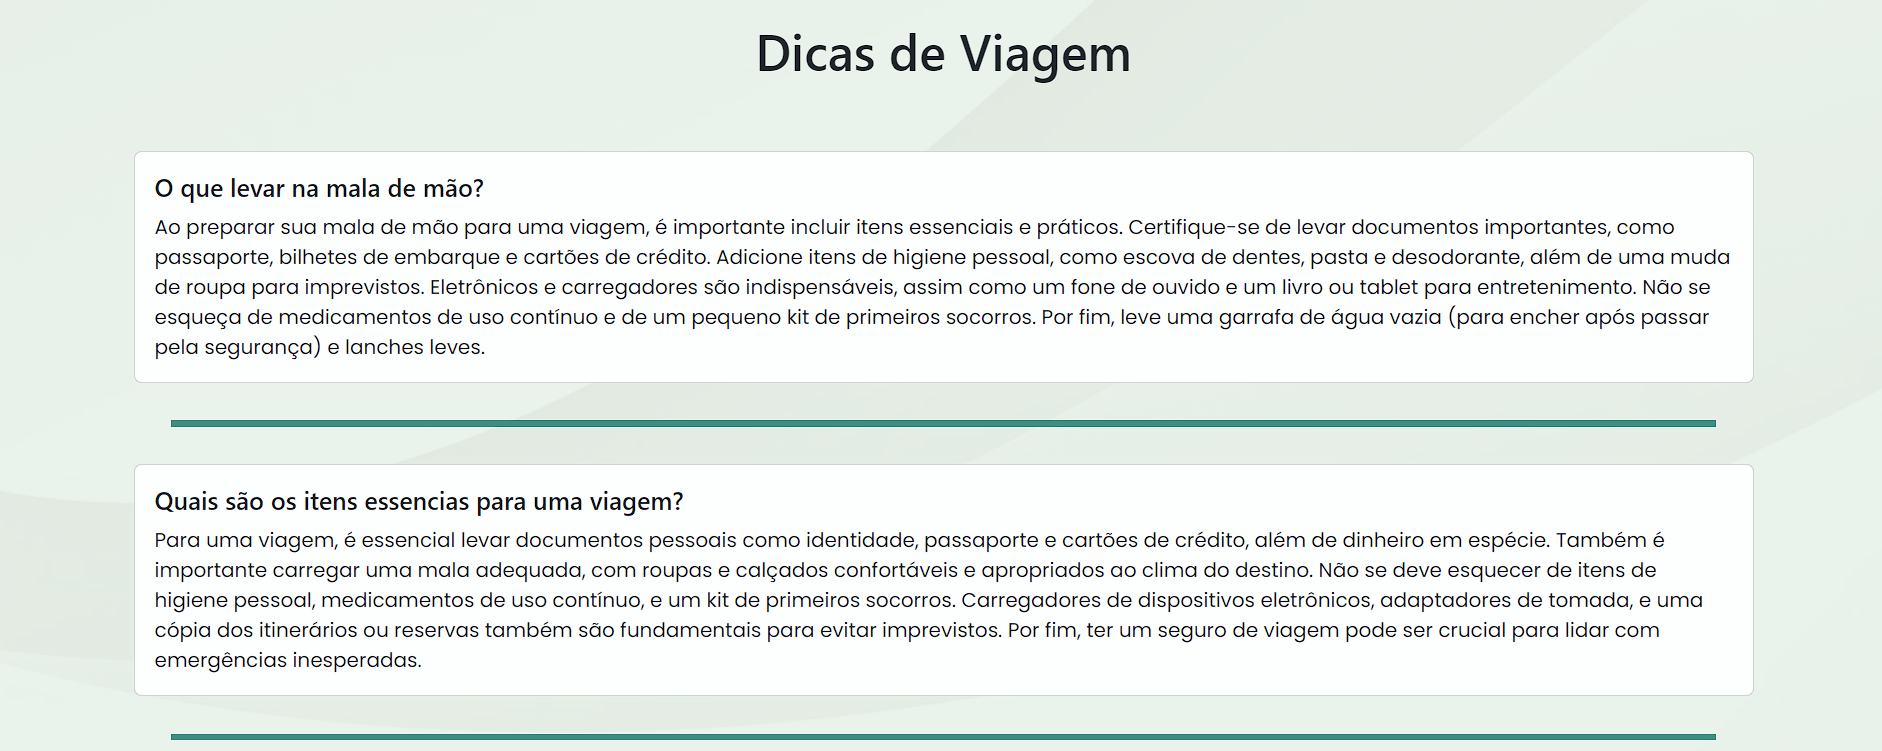 Dicas de Viagem
O que levar na mala de mão?
Ao preparar sua mala de mão para uma viagem, é importante incluir itens essenciais e práticos. Certifique-se de levar documentos importantes, como
passaporte, bilhetes de embarque e cartões de crédito. Adicione itens de higiene pessoal, como escova de dentes, pasta e desodorante, além de uma muda
de roupa para imprevistos. Eletrônicos e carregadores são indispensáveis, assim como um fone de ouvido e um livro ou tablet para entretenimento. Não se
esqueça de medicamentos de uso contínuo e de um pequeno kit de primeiros socorros. Por fim, leve uma garrafa de água vazia (para encher após passar
pela segurança) e lanches leves.
Quais são os itens essencias para uma viagem?
Para uma viagem, é essencial levar documentos pessoais como identidade, passaporte e cartões de crédito, além de dinheiro em espécie. Também é
importante carregar uma mala adequada, com roupas e calçados confortáveis e apropriados ao clima do destino. Não se deve esquecer de itens de
higiene pessoal, medicamentos de uso contínuo, e um kit de primeiros socorros. Carregadores de dispositivos eletrônicos, adaptadores de tomada, e uma
cópia dos itinerários ou reservas também são fundamentais para evitar imprevistos. Por fim, ter um seguro de viagem pode ser crucial para lidar com
emergências inesperadas.